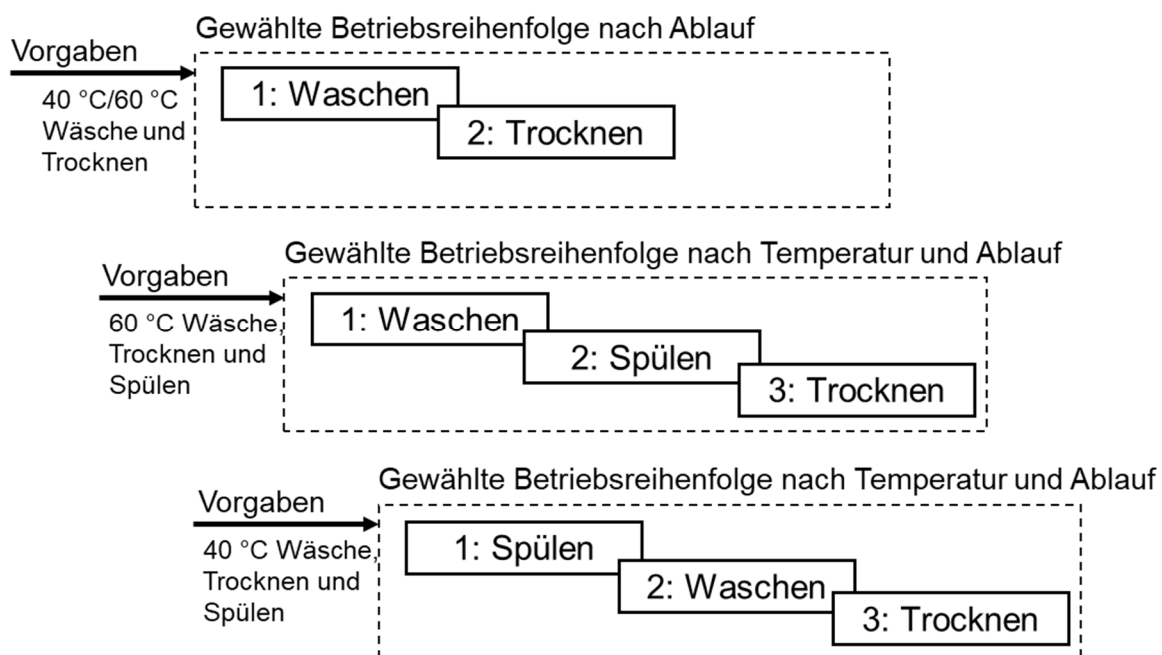 Gewählte Betriebsreihenfolge nach Ablauf
Vorgaben
40 °C/60 °C
Wäsche und
Trocknen
1: Waschen
2: Trocknen
Gewählte Betriebsreihenfolge nach Temperatur und Ablauf
Vorgaben
60 °C Wäsche,
Trocknen und
Spülen
1: Waschen
2: Spülen
3: Trocknen
Gewählte Betriebsreihenfolge nach Temperatur und Ablauf
Vorgaben
40 °C Wäsche,
Trocknen und
Spülen
1: Spülen
2: Waschen
3: Trocknen